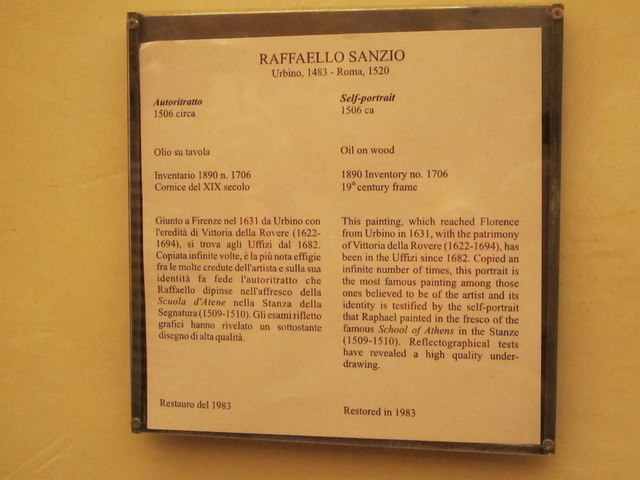 RAFFAELLO SANZIO
Urbino, 1483 - Roma, 1520
Autoritratto
1506 circa
Olio su tavola
Inventario 1890 n. 1706
Cornice del XIX secolo
Giunto a Firenze nel 1631 da Urbino con
l'eredità di Vittoria della Rovere (1622-
1694), si trova agli Uffizi dal 1682.
Copiata infinite volte, è la più nota effigie
fra le molte credute dell'artista e sulla sua
identità fa fede l'autoritratto che
Raffaello dipinse nell'affresco della
Scuola d'Atene nella Stanza della
Segnatura (1509-1510). Gli esami rifletto
grafici hanno rivelato un sottostante
disegno di alta qualità.
Restauro del 1983
Self-portrait
1506 ca
Oil on wood
1890 Inventory no. 1706
19th century frame
This painting, which reached Florence
from Urbino in 1631, with the patrimony
of Vittoria della Rovere (1622-1694), has
been in the Uffizi since 1682. Copied an
infinite number of times, this portrait is
the most famous painting among those
ones believed to be of the artist and its
identity is testified by the self-portrait
that Raphael painted in the fresco of the
famous School of Athens in the Stanze
(1509-1510). Reflectographical tests
have revealed a high quality under-
drawing.
Restored in 1983